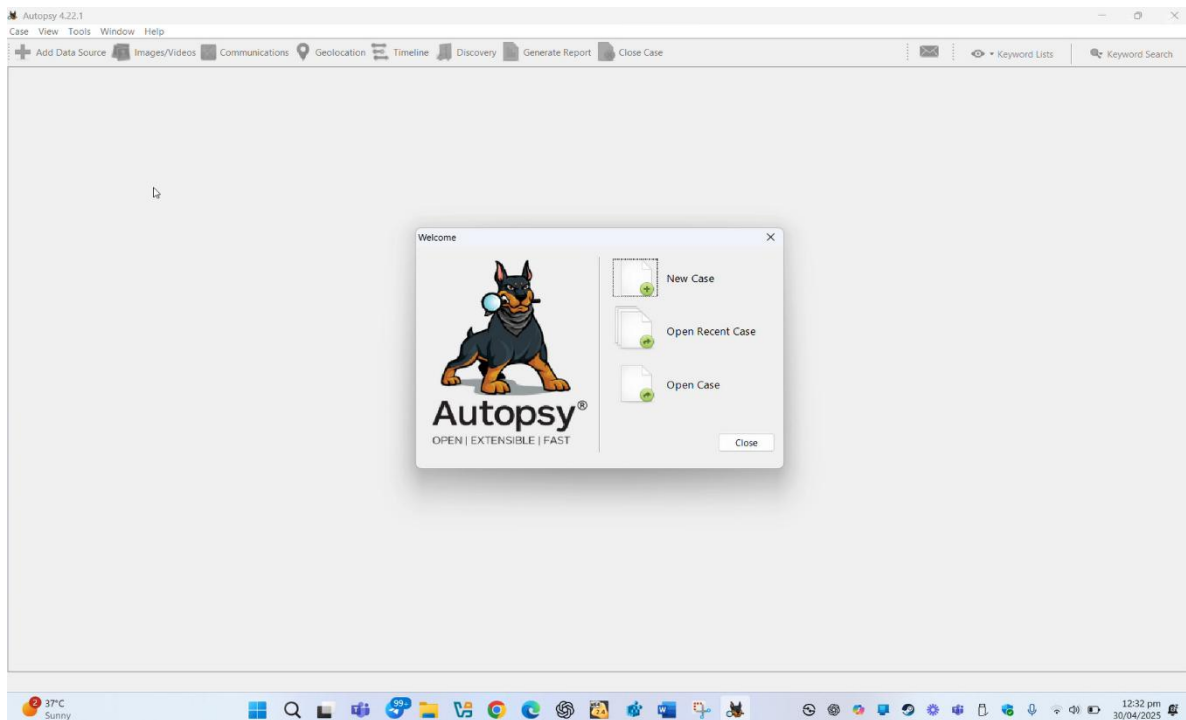 Autopsy 4.22.1
Case View Tools Window Help
Add Data Source Images/Videos Communications Geolocation Timeline Discovery Generate Report Close Case Keyword Lists Keyword Search
Welcome
New Case
Open Recent Case
Open Case
Autopsy®
OPEN | EXTENSIBLE | FAST
Close
2 37°C
Sunny
99+
12:32 pm
30/04/2025